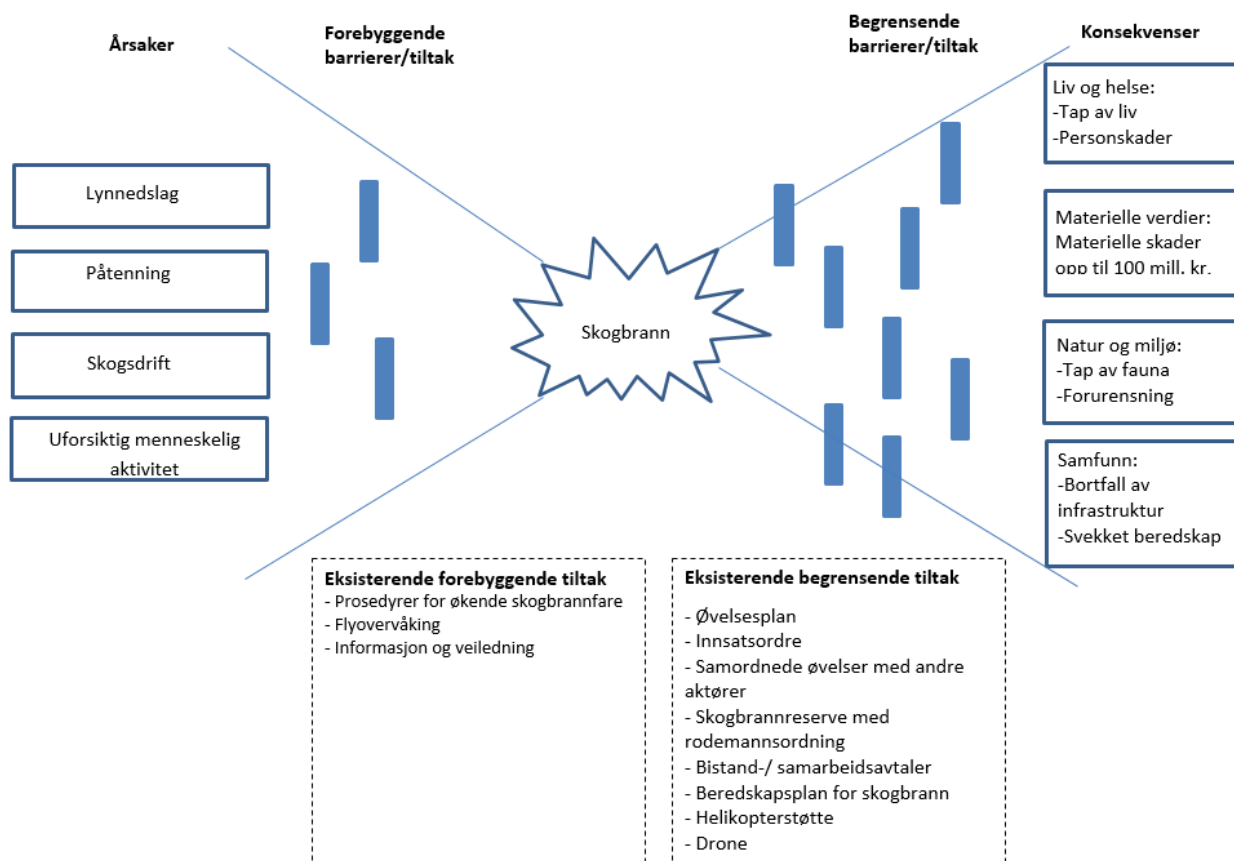 Årsaker
Forebyggende
barrierer/tiltak
Begrensende
barrierer/tiltak
Konsekvenser
Lynnedslag
Påtenning
Skogsdrift
Uforsiktig menneskelig
aktivitet
Skogbrann
Liv og helse:
-Tap av liv
-Personskader
Materielle verdier:
Materielle skader
opp til 100 mill. kr.
Natur og miljø:
-Tap av fauna
-Forurensning
Samfunn:
-Bortfall av
infrastruktur
-Svekket beredskap
Eksisterende forebyggende tiltak
- Prosedyrer for økende skogbrannfare
- Flyovervåking
- Informasjon og veiledning
Eksisterende begrensende tiltak
- Øvelsesplan
- Innsatsordre
- Samordnede øvelser med andre
aktører
- Skogbrannreserve med
rodemannsordning
- Bistand-/ samarbeidsavtaler
- Beredskapsplan for skogbrann
- Helikopterstøtte
- Drone